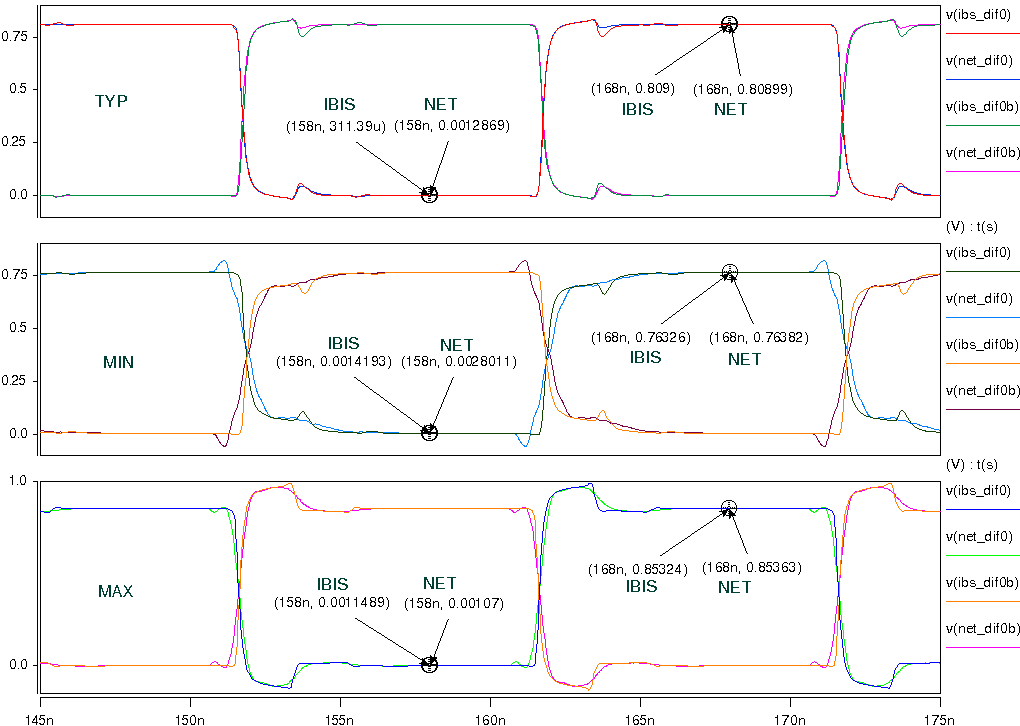 v(ibs_dif0)
0.75
v(net_dif0)
(168n, 0.809) (168n, 0.80899)
0.5
TYP
IBIS NET
IBIS NET
v(ibs_dif0b)
(158n, 311.39u) (158n, 0.0012869)
0.25
v(net_dif0b)
0.0
(V) : t(s)
v(ibs_dif0)
0.75
v(net_dif0)
0.5
(168n, 0.76326) (168n, 0.76382)
IBIS NET
v(ibs_dif0b)
IBIS NET
MIN
(158n, 0.0014193) (158n, 0.0028011)
0.25
v(net_dif0b)
0.0
(V) : t(s)
1.0
v(ibs_dif0)
v(net_dif0)
(168n, 0.85324) (168n, 0.85363)
IBIS NET
IBIS NET
v(ibs_dif0b)
MAX
(158n, 0.0011489) (158n, 0.00107)
v(net_dif0b)
0.0
145n 150n 155n 160n 165n 170n 175n